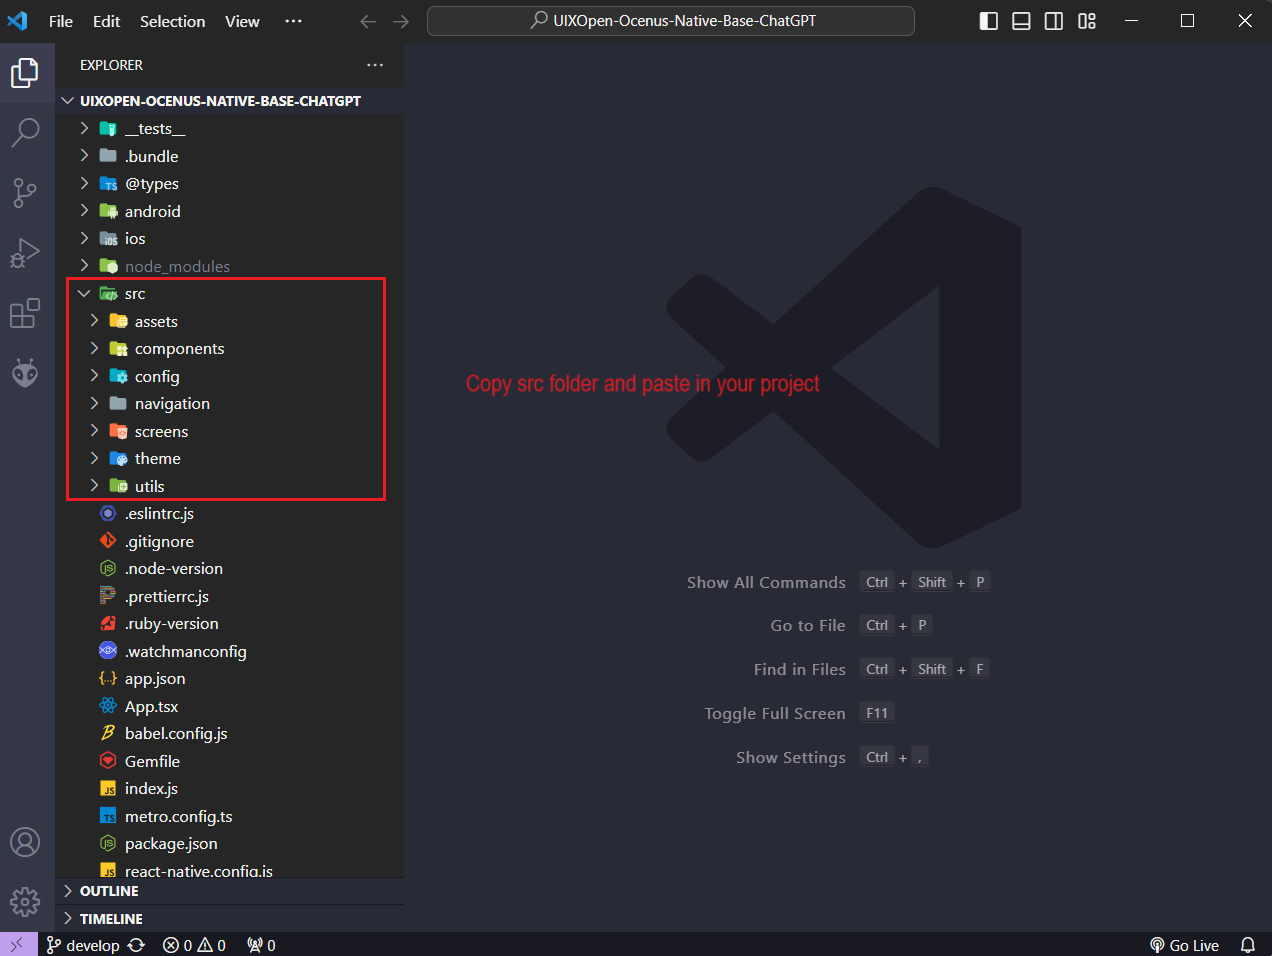 File Edit Selection View ···
UIXOpen-Ocenus-Native-Base-ChatGPT
EXPLORER ···
UIXOPEN-OCENUS-NATIVE-BASE-CHATGPT
__tests__
.bundle
@types
android
ios
node_modules
src
assets
components
config
navigation
screens
theme
utils
.eslintrc.js
.gitignore
.node-version
.prettierrc.js
.ruby-version
.watchmanconfig
app.json
App.tsx
babel.config.js
Gemfile
index.js
metro.config.ts
package.json
react-native.config.js
OUTLINE
TIMELINE
Copy src folder and paste in your project
Show All Commands Ctrl + Shift + P
Go to File Ctrl + P
Find in Files Ctrl + Shift + F
Toggle Full Screen F11
Show Settings Ctrl + ,
develop 0 0 0 Go Live